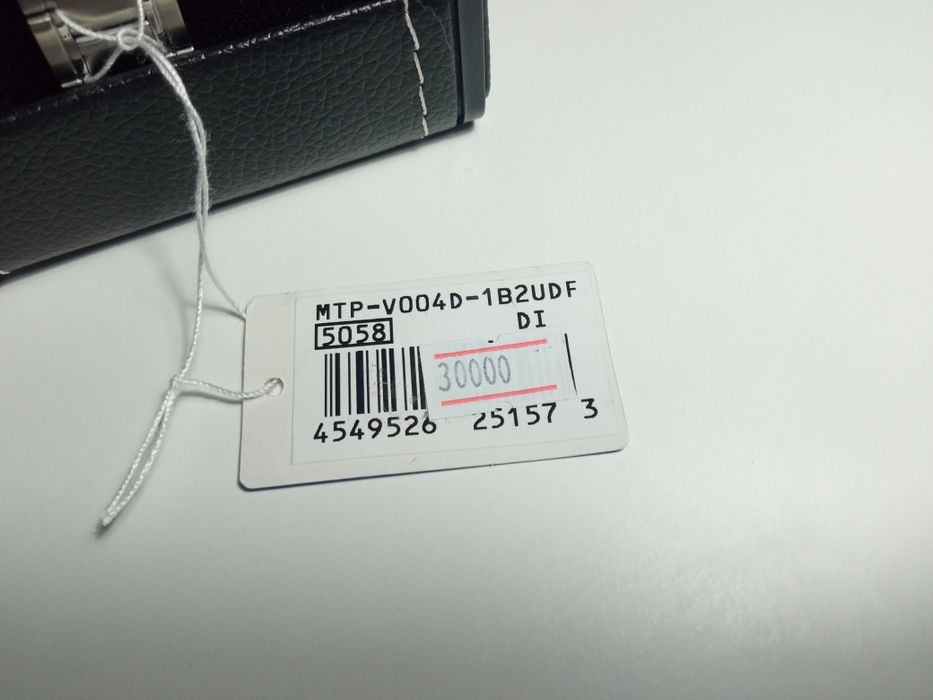 MTP-V004D-1B2UDF
5058 DI
30000
4549526 25157 3